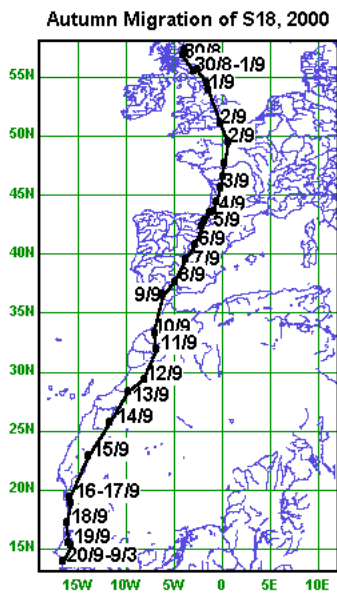 Autumn Migration of S18, 2000
30/8
30/8-1/9
55N
1/9
2/9
50N
2/9
3/9
45N
4/9
5/9
6/9
40N
7/9
8/9
9/9
35N
10/9
11/9
30N
12/9
13/9
14/9
25N
15/9
20N
16-17/9
18/9
19/9
15N
20/9-9/3
15W 10W 5W 0 5E 10E